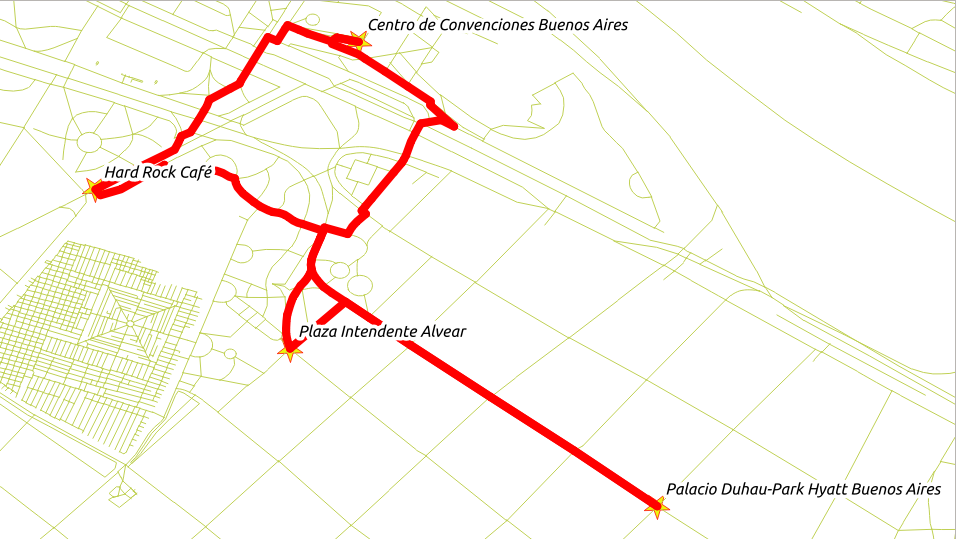 Centro de Convenciones Buenos Aires
Hard Rock Café
Plaza Intendente Alvear
Palacio Duhau-Park Hyatt Buenos Aires